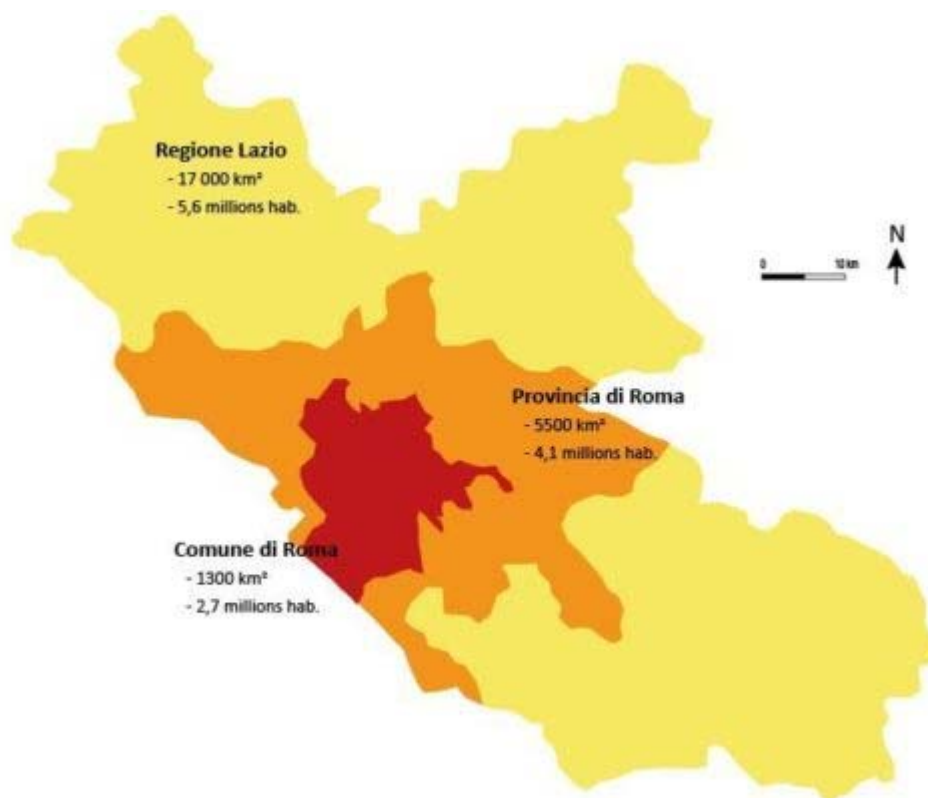 Regione Lazio
- 17 000 km²
- 5,6 millions hab.
N
0 10 km
Provincia di Roma
- 5500 km²
- 4,1 millions hab.
Comune di Roma
- 1300 km²
- 2,7 millions hab.